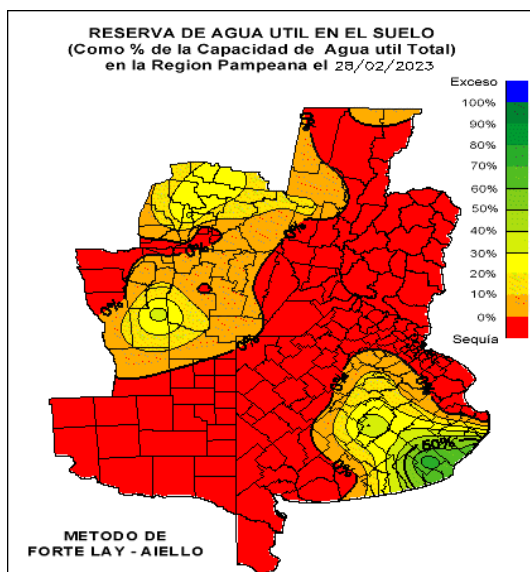 RESERVA DE AGUA UTIL EN EL SUELO
(Como % de la Capacidad de Agua util Total)
en la Region Pampeana el 28/02/2023
Exceso
100%
90%
80%
70%
60%
50%
40%
30%
20%
10%
0%
Sequía
0%
0%
0%
0%
0%
0%
0%
0%
50%
METODO DE
FORTE LAY - AIELLO